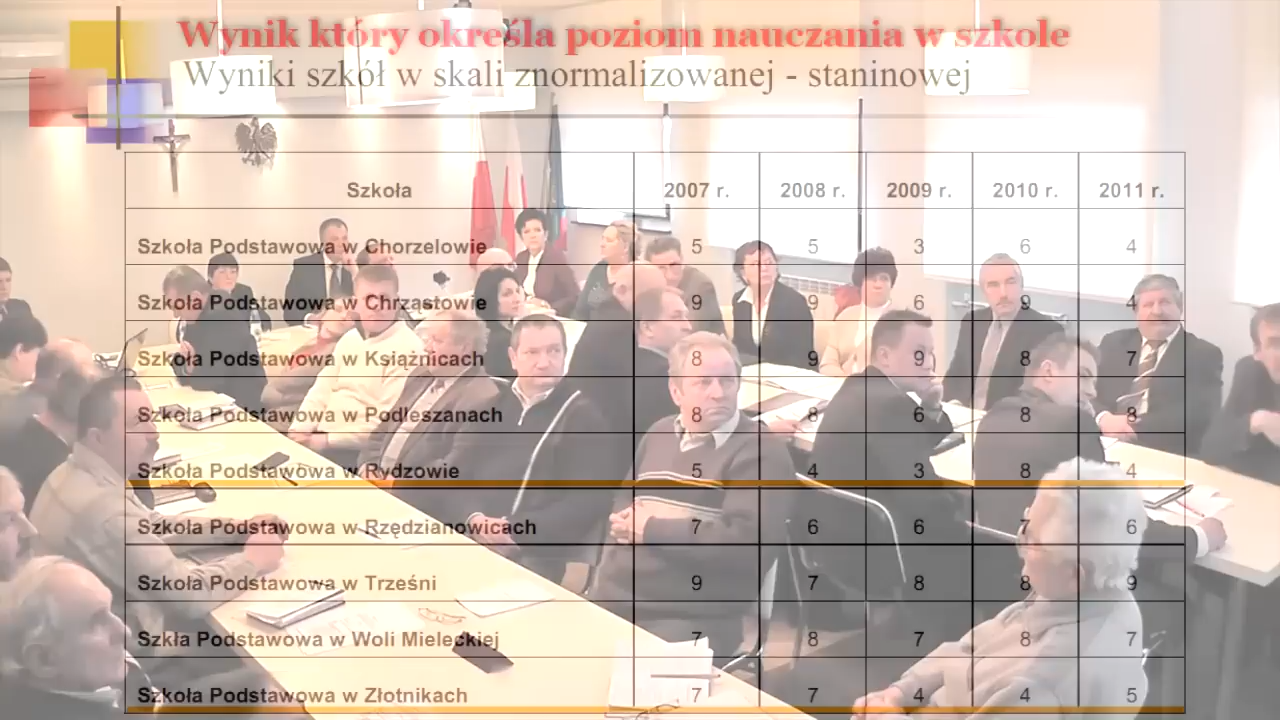 Wynik który określa poziom nauczania w szkole
Wyniki szkół w skali znormalizowanej - staninowej
Szkoła 2007 r. 2008 r. 2009 r. 2010 r. 2011 r.
Szkoła Podstawowa w Chorzelowie 5 5 3 6 4
Szkoła Podstawowa w Chrząstowie 9 9 6 9 4
Szkoła Podstawowa w Książnicach 8 9 9 8 7
Szkoła Podstawowa w Podleszanach 8 8 6 8 8
Szkoła Podstawowa w Rydzowie 5 4 3 8 4
Szkoła Podstawowa w Rzędzianowicach 7 6 6 7 6
Szkoła Podstawowa w Trześni 9 7 8 8 9
Szkła Podstawowa w Woli Mieleckiej 7 8 7 8 7
Szkoła Podstawowa w Złotnikach 7 7 4 4 5